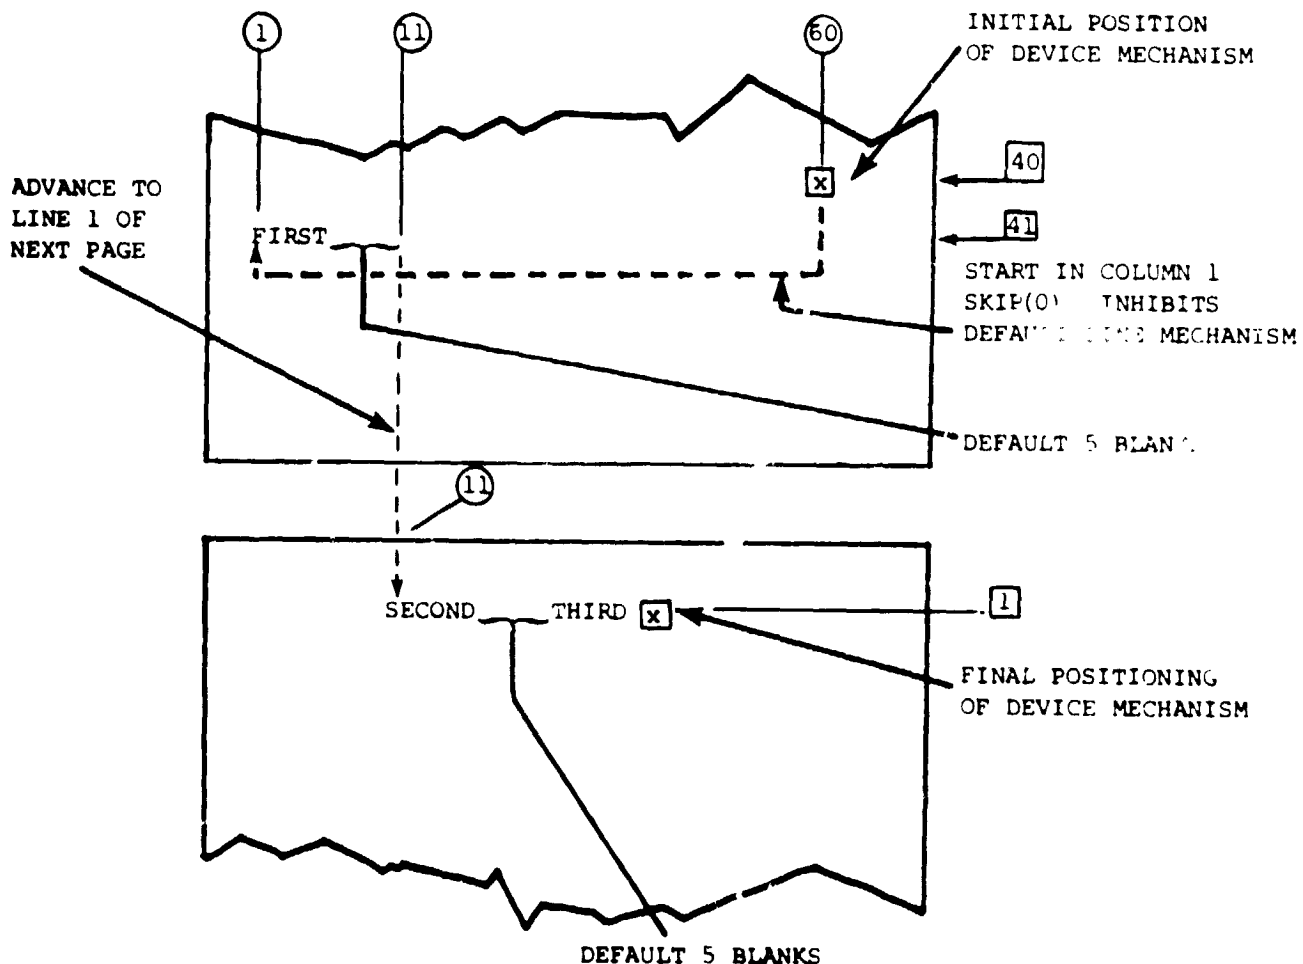 1 11 60
INITIAL POSITION
OF DEVICE MECHANISM
40
x
ADVANCE TO
LINE 1 OF
NEXT PAGE
41
FIRST
START IN COLUMN 1
SKIP(0) INHIBITS
MECHANISM
DEFAULT 5
11
SECOND THIRD x
1
FINAL POSITIONING
OF DEVICE MECHANISM
DEFAULT 5 BLANKS